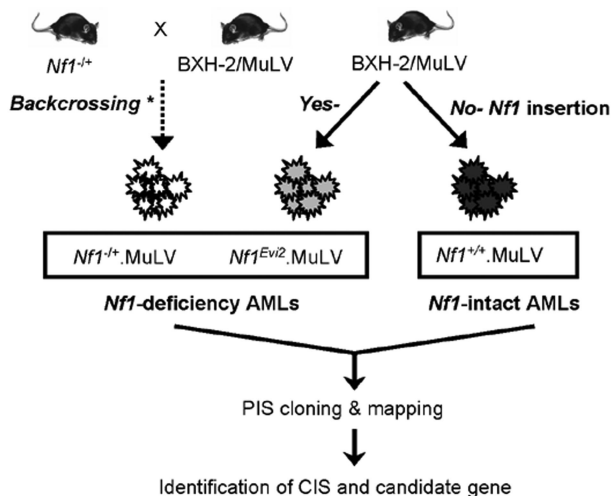 X
Nf1-/+ BXH-2/MuLV BXH-2/MuLV
Backcrossing * Yes- No- Nf1 insertion
Nf1-/+.MuLV Nf1Evi2.MuLV Nf1+/+.MuLV
Nf1-deficiency AMLs Nf1-intact AMLs
PIS cloning & mapping
Identification of CIS and candidate gene